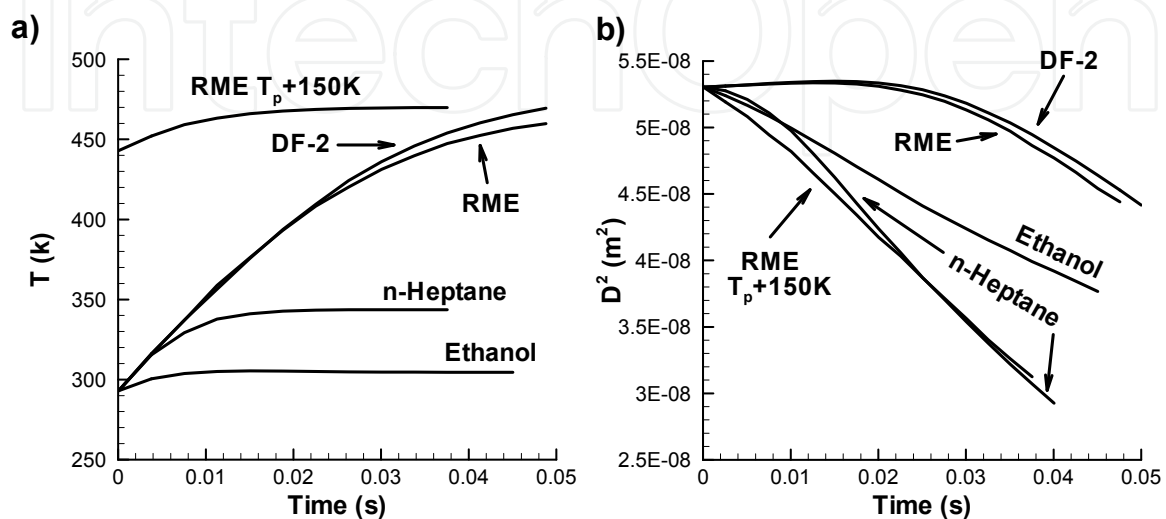 IntechOpen
a)
500
450
400
350
300
250
T (k)
0
0.01
0.02
0.03
0.04
0.05
Time (s)
RME Tp+150K
DF-2
RME
n-Heptane
Ethanol
b)
5.5E-08
5E-08
4.5E-08
4E-08
3.5E-08
3E-08
2.5E-08
D² (m²)
0
0.01
0.02
0.03
0.04
0.05
Time (s)
DF-2
RME
Ethanol
n-Heptane
RME
Tp+150K